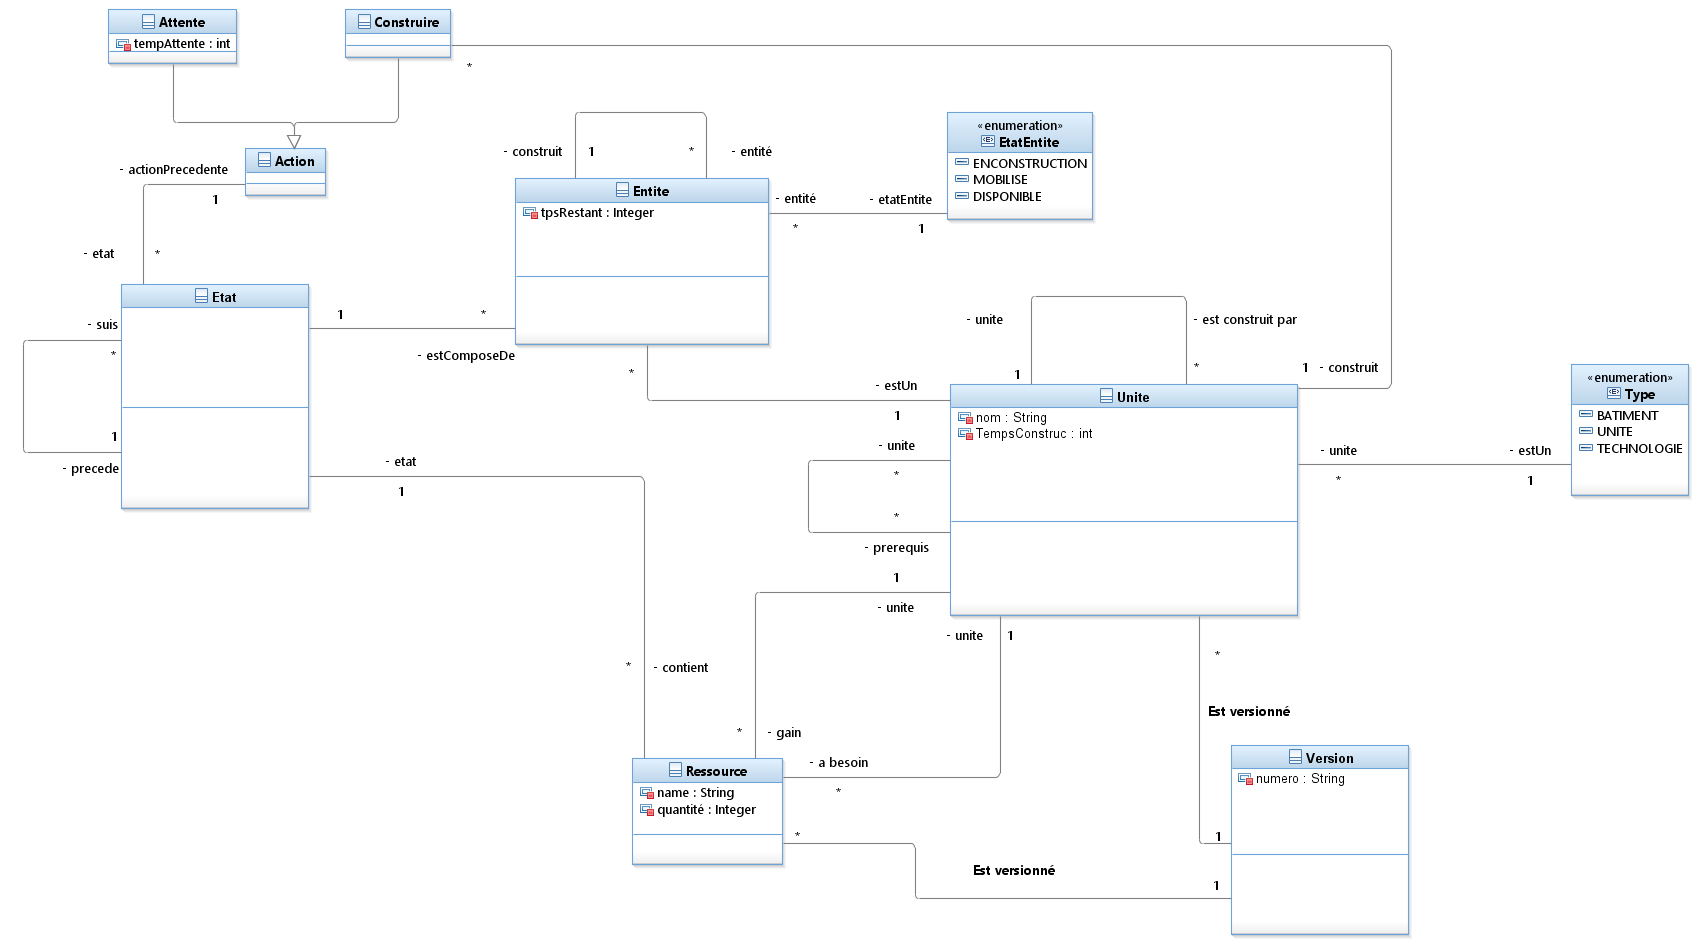 Attente
tempAttente : int
Construire
*
Action
- actionPrecedente
1
- etat
*
- construit
1
*
- entité
Entite
tpsRestant : Integer
- entité
*
- etatEntite
1
«enumeration»
EtatEntite
ENCONSTRUCTION
MOBILISE
DISPONIBLE
Etat
- suis
*
1
- precede
1
*
- estComposeDe
*
- estUn
1
- unite
1
- est construit par
*
1 - construit
Unite
nom : String
TempsConstruc : int
- unite
*
*
- prerequis
1
- unite
- unite
*
- estUn
1
«enumeration»
Type
BATIMENT
UNITE
TECHNOLOGIE
- etat
1
* - contient
* - gain
- unite 1
- a besoin
*
Ressource
name : String
quantité : Integer
*
Est versionné
1
*
Est versionné
1
Version
numero : String